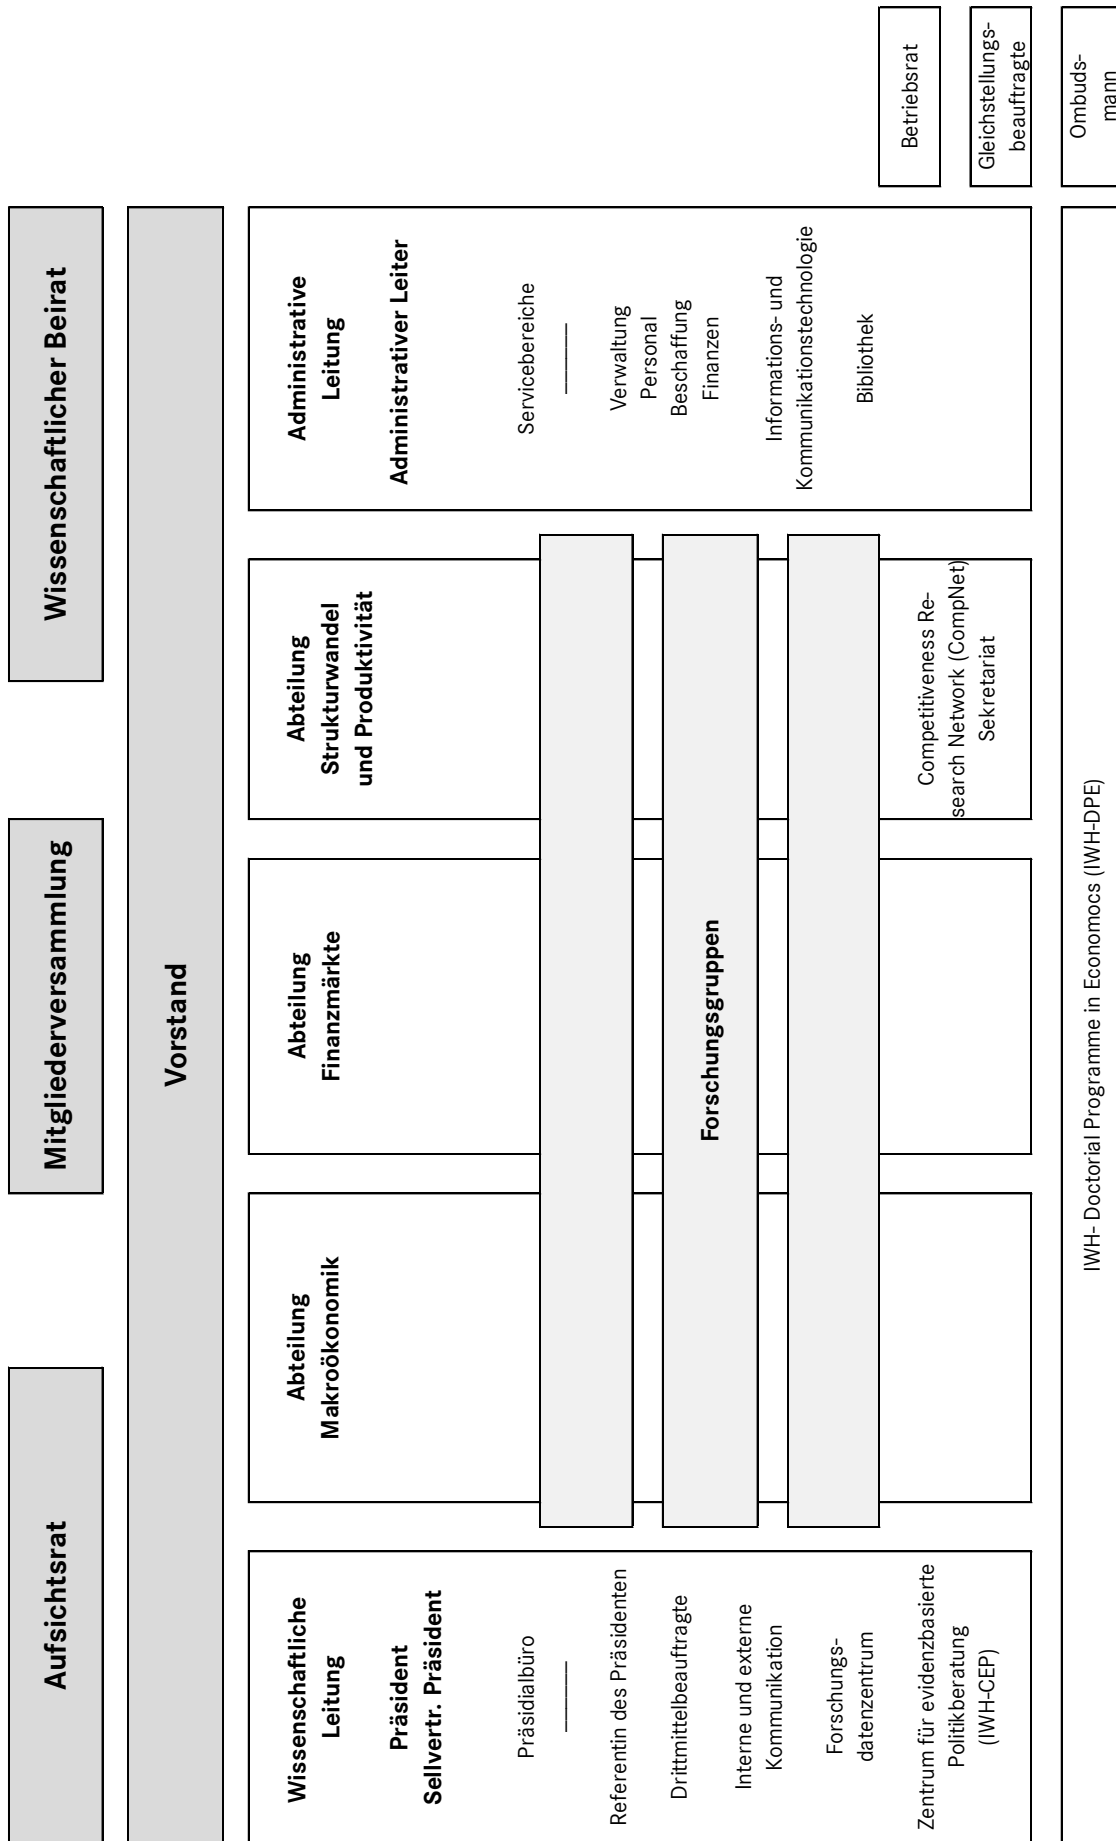 Aufsichtsrat
Mitgliederversammlung
Wissenschaftlicher Beirat
Vorstand
Wissenschaftliche
Leitung
Präsident
Sellvertr. Präsident
Präsidialbüro
Referentin des Präsidenten
Drittmittelbeauftragte
Interne und externe
Kommunikation
Forschungs-
datenzentrum
Zentrum für evidenzbasierte
Politikberatung
(IWH-CEP)
Abteilung
Makroökonomik
Abteilung
Finanzmärkte
Abteilung
Strukturwandel
und Produktivität
Forschungsgruppen
Competitiveness Re-
search Network (CompNet)
Sekretariat
Administrative
Leitung
Administrativer Leiter
Servicebereiche
Verwaltung
Personal
Beschaffung
Finanzen
Informations- und
Kommunikationstechnologie
Bibliothek
Betriebsrat
Gleichstellungs-
beauftragte
Ombuds-
mann
IWH- Doctorial Programme in Economocs (IWH-DPE)